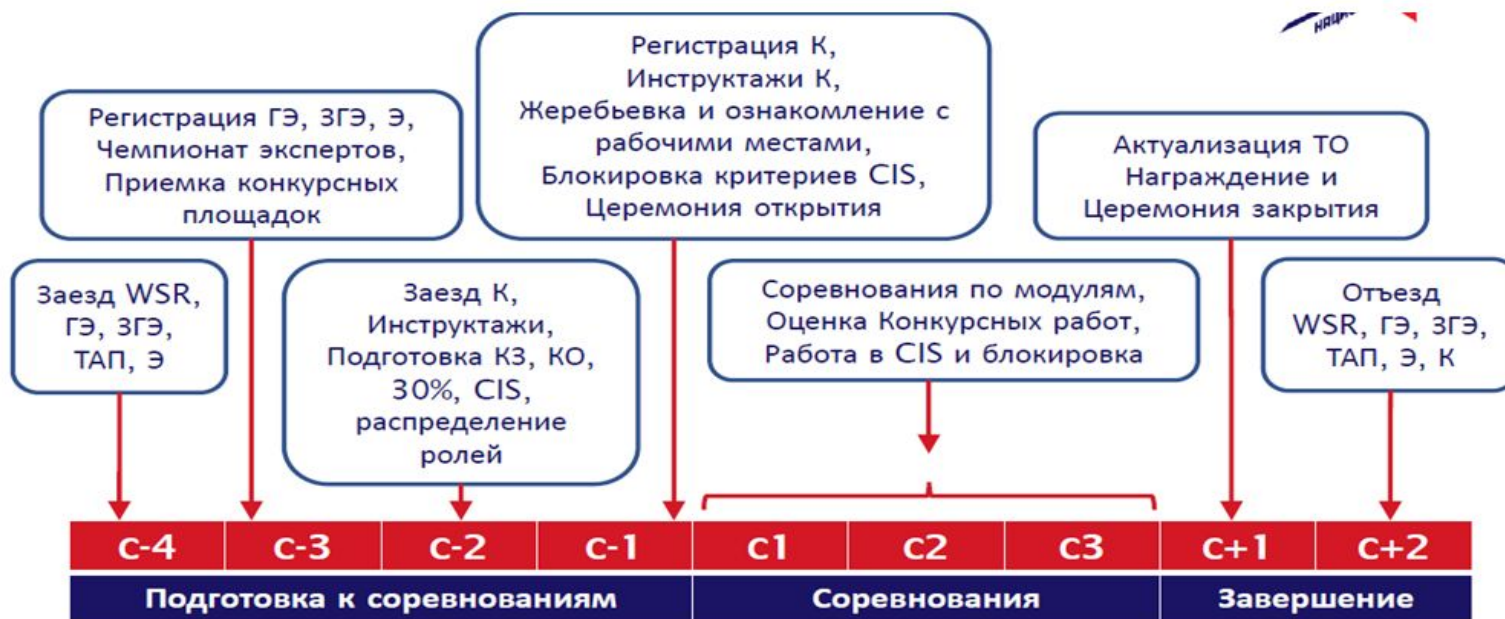 НАЦИО
Регистрация К,
Инструктажи К,
Жеребьевка и ознакомление с
рабочими местами,
Блокировка критериев CIS,
Церемония открытия
Регистрация ГЭ, ЗГЭ, Э,
Чемпионат экспертов,
Приемка конкурсных
площадок
Актуализация ТО
Награждение и
Церемония закрытия
Заезд WSR,
ГЭ, ЗГЭ,
ТАП, Э
Заезд К,
Инструктажи,
Подготовка КЗ, КО,
30%, CIS,
распределение
ролей
Соревнования по модулям,
Оценка Конкурсных работ,
Работа в CIS и блокировка
Отъезд
WSR, ГЭ, ЗГЭ,
ТАП, Э, К
С-4 С-3 С-2 С-1 С1 С2 С3 С+1 С+2
Подготовка к соревнованиям Соревнования Завершение